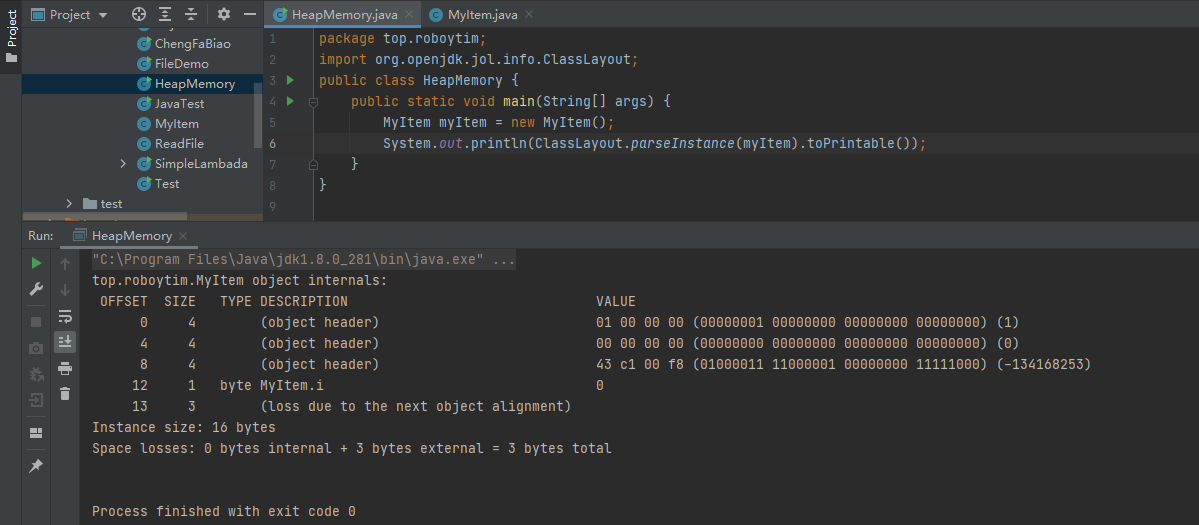 Project
Project
ChengFaBiao
FileDemo
HeapMemory
JavaTest
MyItem
ReadFile
SimpleLambada
Test
test
HeapMemory.java
MyItem.java
1 package top.roboytim;
2 import org.openjdk.jol.info.ClassLayout;
3 public class HeapMemory {
4 public static void main(String[] args) {
5 MyItem myItem = new MyItem();
6 System.out.println(ClassLayout.parseInstance(myItem).toPrintable());
7 }
8 }
9
Run: HeapMemory
"C:\Program Files\Java\jdk1.8.0_281\bin\java.exe" ...
top.roboytim.MyItem object internals:
OFFSET SIZE TYPE DESCRIPTION VALUE
0 4 (object header) 01 00 00 00 (00000001 00000000 00000000 00000000) (1)
4 4 (object header) 00 00 00 00 (00000000 00000000 00000000 00000000) (0)
8 4 (object header) 43 c1 00 f8 (01000011 11000001 00000000 11111000) (-134168253)
12 1 byte MyItem.i 0
13 3 (loss due to the next object alignment)
Instance size: 16 bytes
Space losses: 0 bytes internal + 3 bytes external = 3 bytes total
Process finished with exit code 0